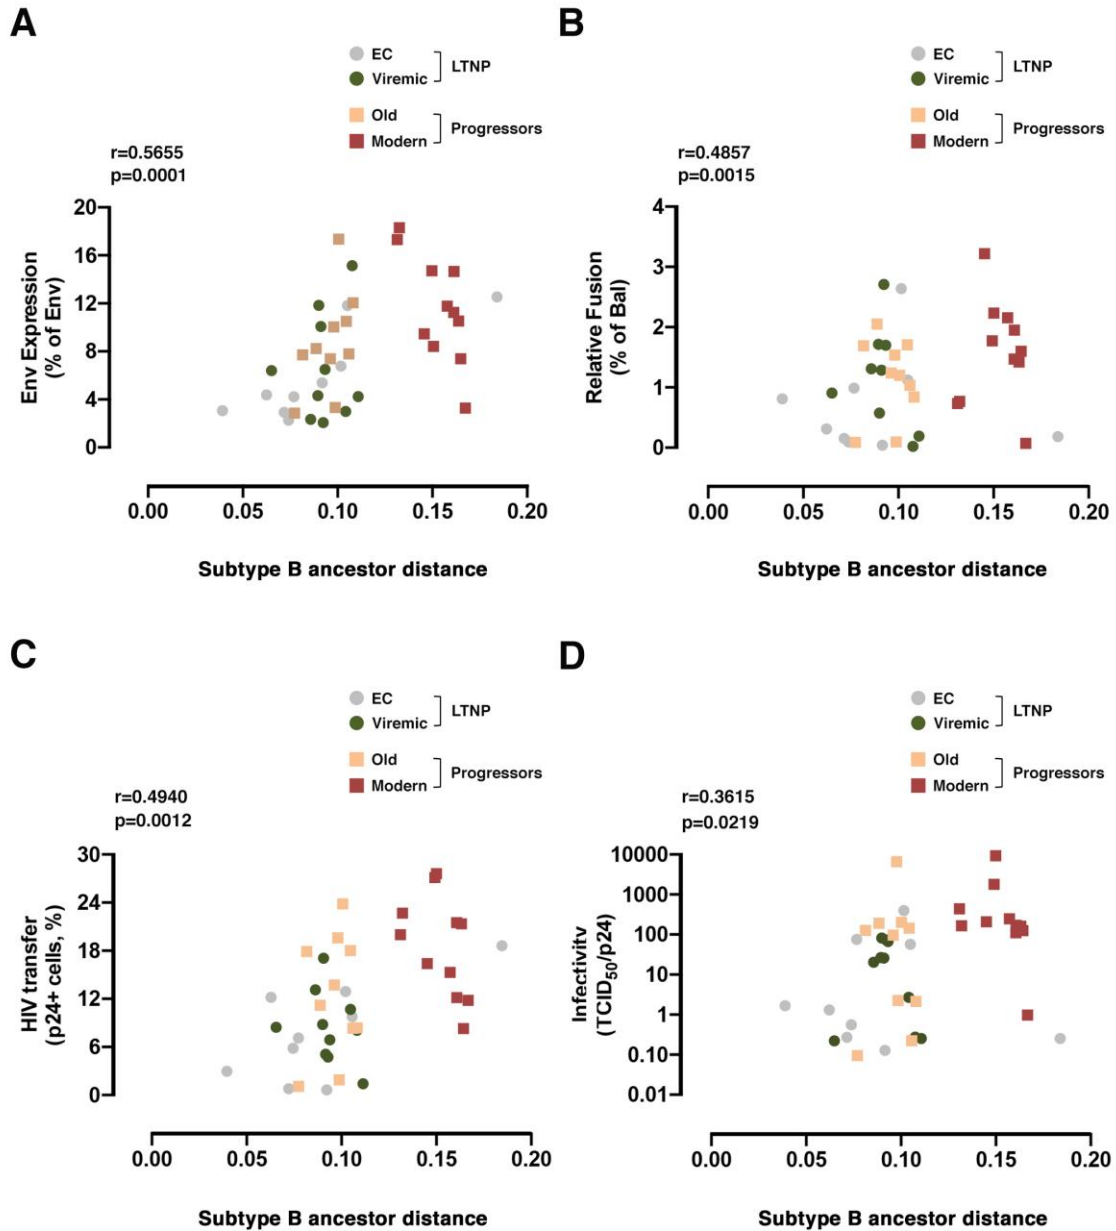 A
EC
Viremic
LTNP
Old
Modern
Progressors
r=0.5655
p=0.0001
Env Expression
(% of Env)
20
16
12
8
4
0
0.00 0.05 0.10 0.15 0.20
Subtype B ancestor distance
B
EC
Viremic
LTNP
Old
Modern
Progressors
r=0.4857
p=0.0015
Relative Fusion
(% of Bal)
4
3
2
1
0
0.00 0.05 0.10 0.15 0.20
Subtype B ancestor distance
C
EC
Viremic
LTNP
Old
Modern
Progressors
r=0.4940
p=0.0012
HIV transfer
(p24+ cells, %)
30
24
18
12
6
0
0.00 0.05 0.10 0.15 0.20
Subtype B ancestor distance
D
EC
Viremic
LTNP
Old
Modern
Progressors
r=0.3615
p=0.0219
Infectivity
(TCID50/p24)
10000
1000
100
10
1
0.10
0.01
0.00 0.05 0.10 0.15 0.20
Subtype B ancestor distance